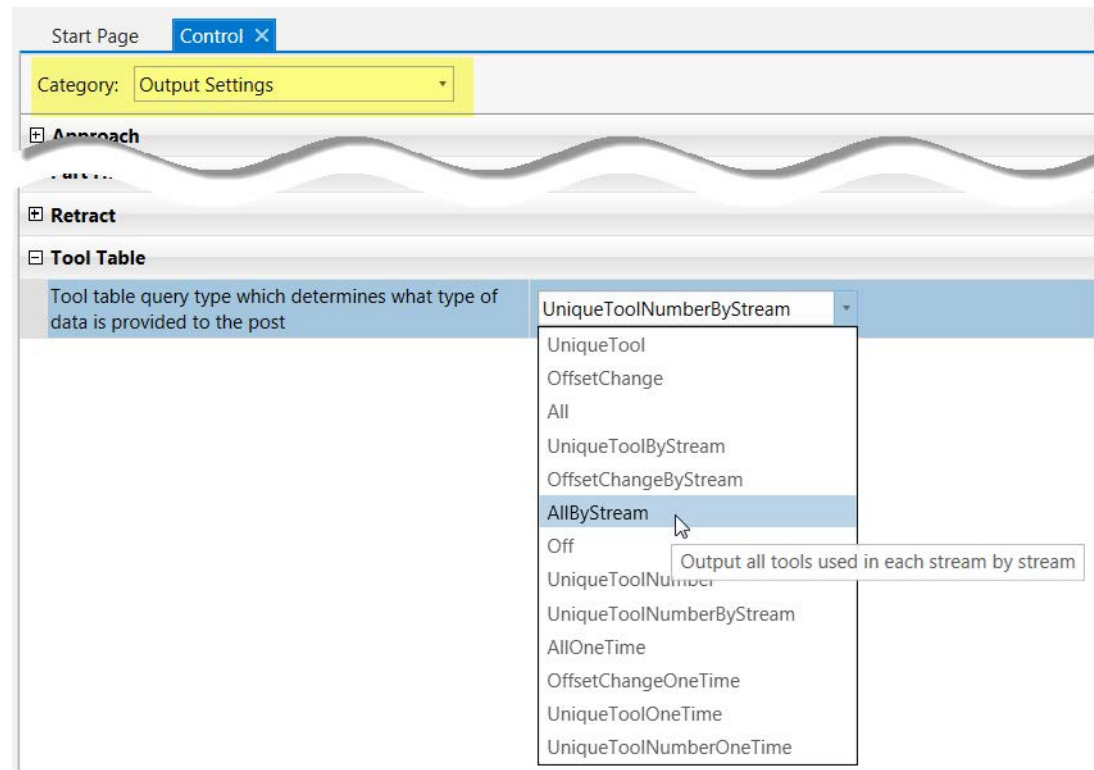 Start Page Control
Category: Output Settings
Approach
Retract
Tool Table
Tool table query type which determines what type of
data is provided to the post
UniqueToolNumberByStream
UniqueTool
OffsetChange
All
UniqueToolByStream
OffsetChangeByStream
AllByStream
Off
Output all tools used in each stream by stream
UniqueToolNumber
UniqueToolNumberByStream
AllOneTime
OffsetChangeOneTime
UniqueToolOneTime
UniqueToolNumberOneTime